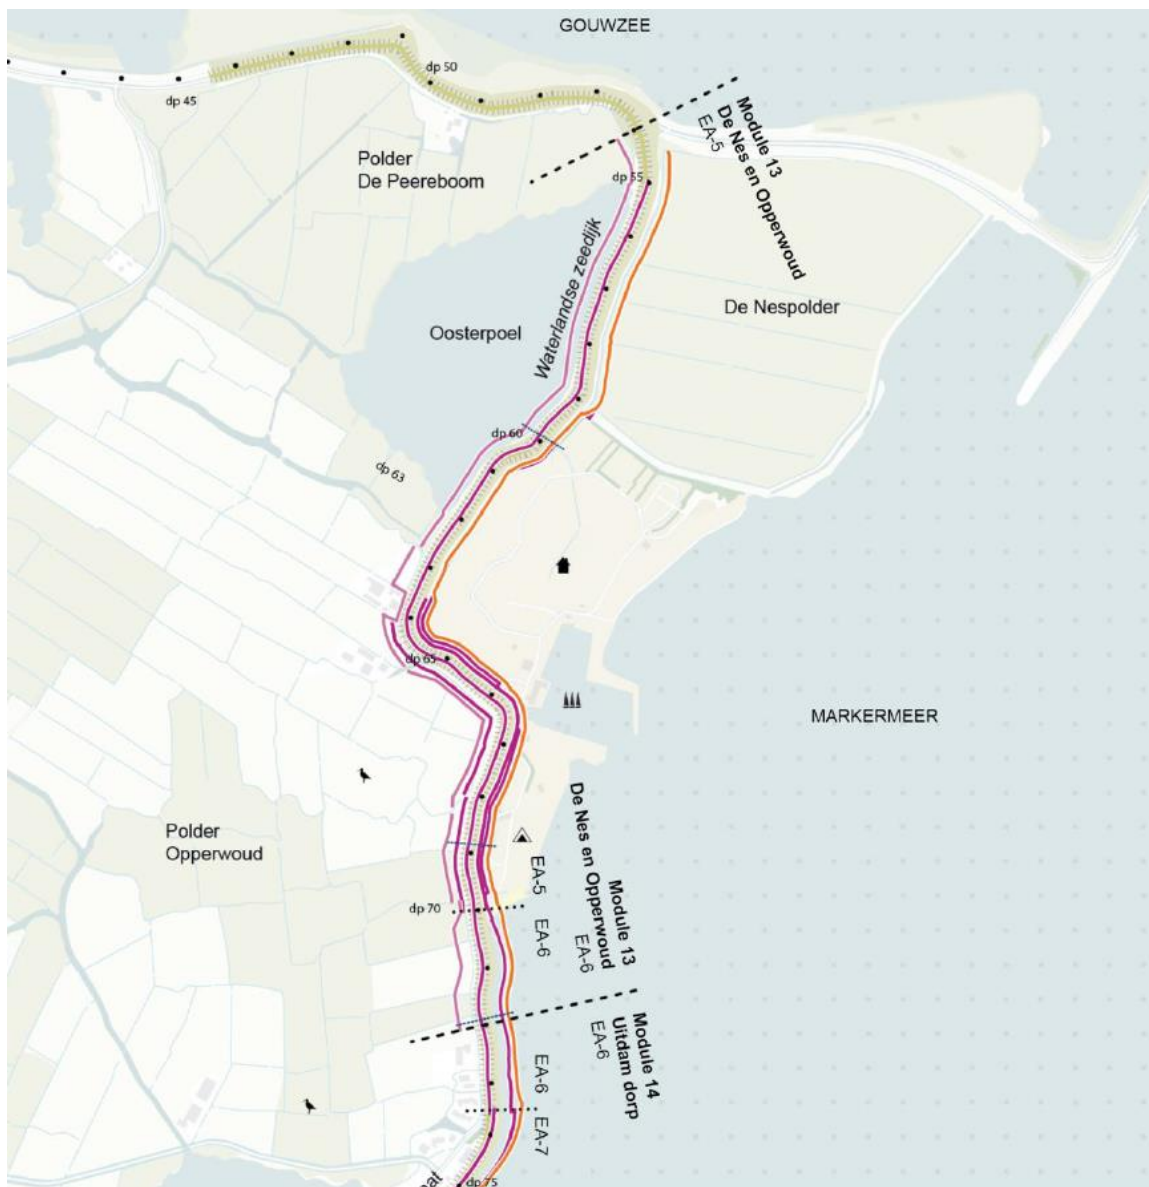 GOUWZEE
dp 50
dp 45
Module 13
De Nes en Opperwoud
EA-5
Polder
De Peereboom
dp 55
Waterlandse zeedijk
De Nespolder
Oosterpoel
dp 60
dp 63
dp 65
MARKERMEER
De Nes en Opperwoud
Module 13
EA-6
Polder
Opperwoud
EA-5
dp 70
EA-6
Module 14
Uitdam dorp
EA-6
EA-6
EA-7
dp 75